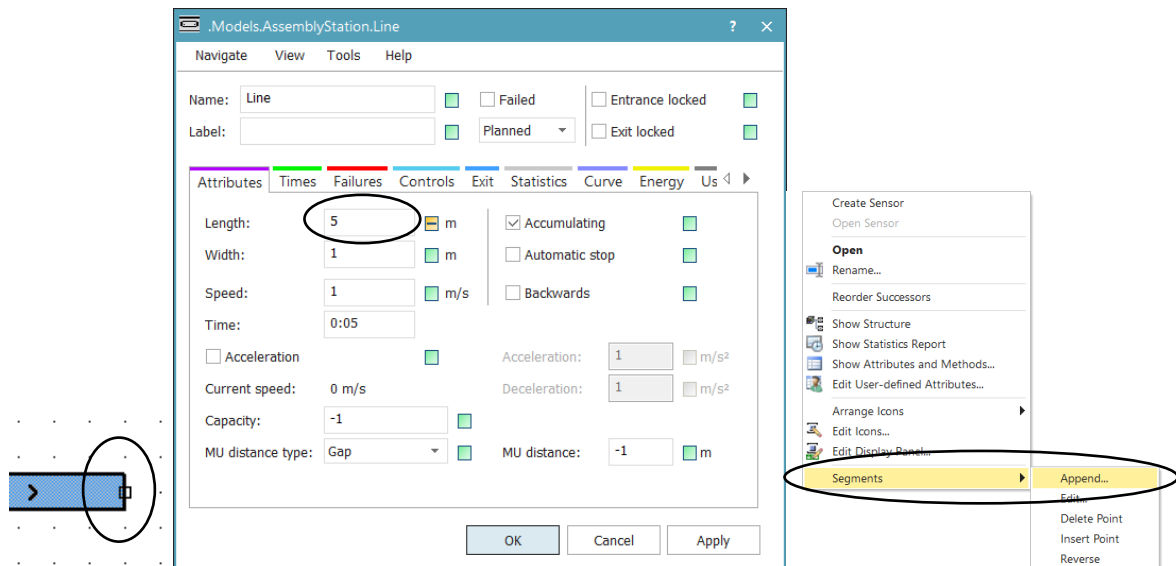 .Models.AssemblyStation.Line ? ×
Navigate View Tools Help
Name: Line Failed Entrance locked
Label: Planned Exit locked
Attributes Times Failures Controls Exit Statistics Curve Energy Us
Length: 5 m Accumulating
Width: 1 m Automatic stop
Speed: 1 m/s Backwards
Time: 0:05
Acceleration Acceleration: 1 m/s²
Current speed: 0 m/s Deceleration: 1 m/s²
Capacity: -1
MU distance type: Gap MU distance: -1 m
OK Cancel Apply
Create Sensor
Open Sensor
Open
Rename...
Reorder Successors
Show Structure
Show Statistics Report
Show Attributes and Methods...
Edit User-defined Attributes...
Arrange Icons
Edit Icons...
Edit Display Panel...
Segments
Append...
Edit...
Delete Point
Insert Point
Reverse